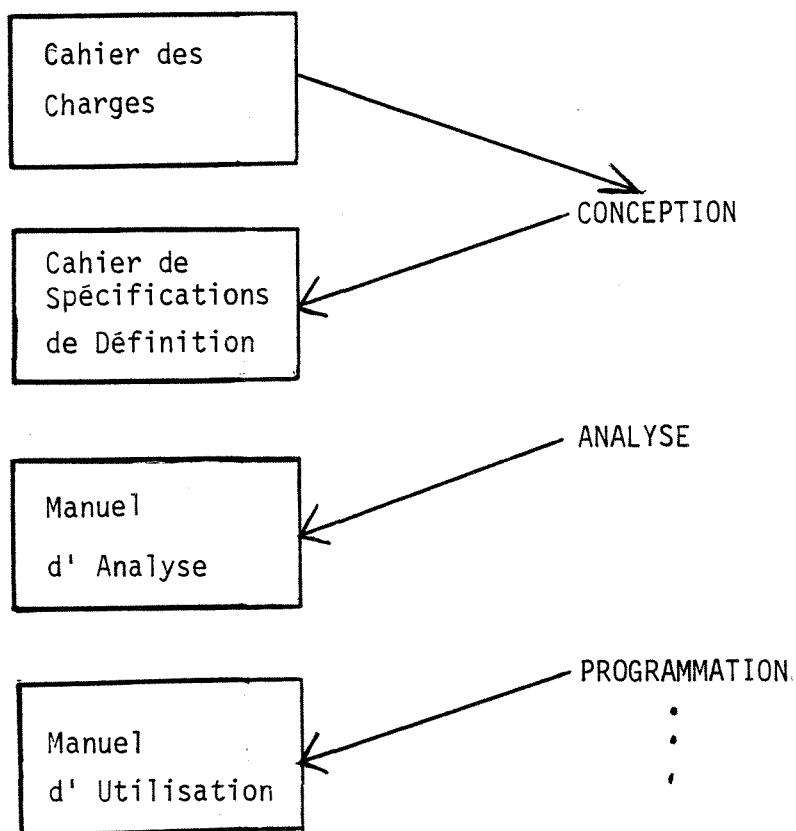 Cahier des
Charges
CONCEPTION
Cahier de
Spécifications
de Définition
ANALYSE
Manuel
d' Analyse
PROGRAMMATION
Manuel
d' Utilisation